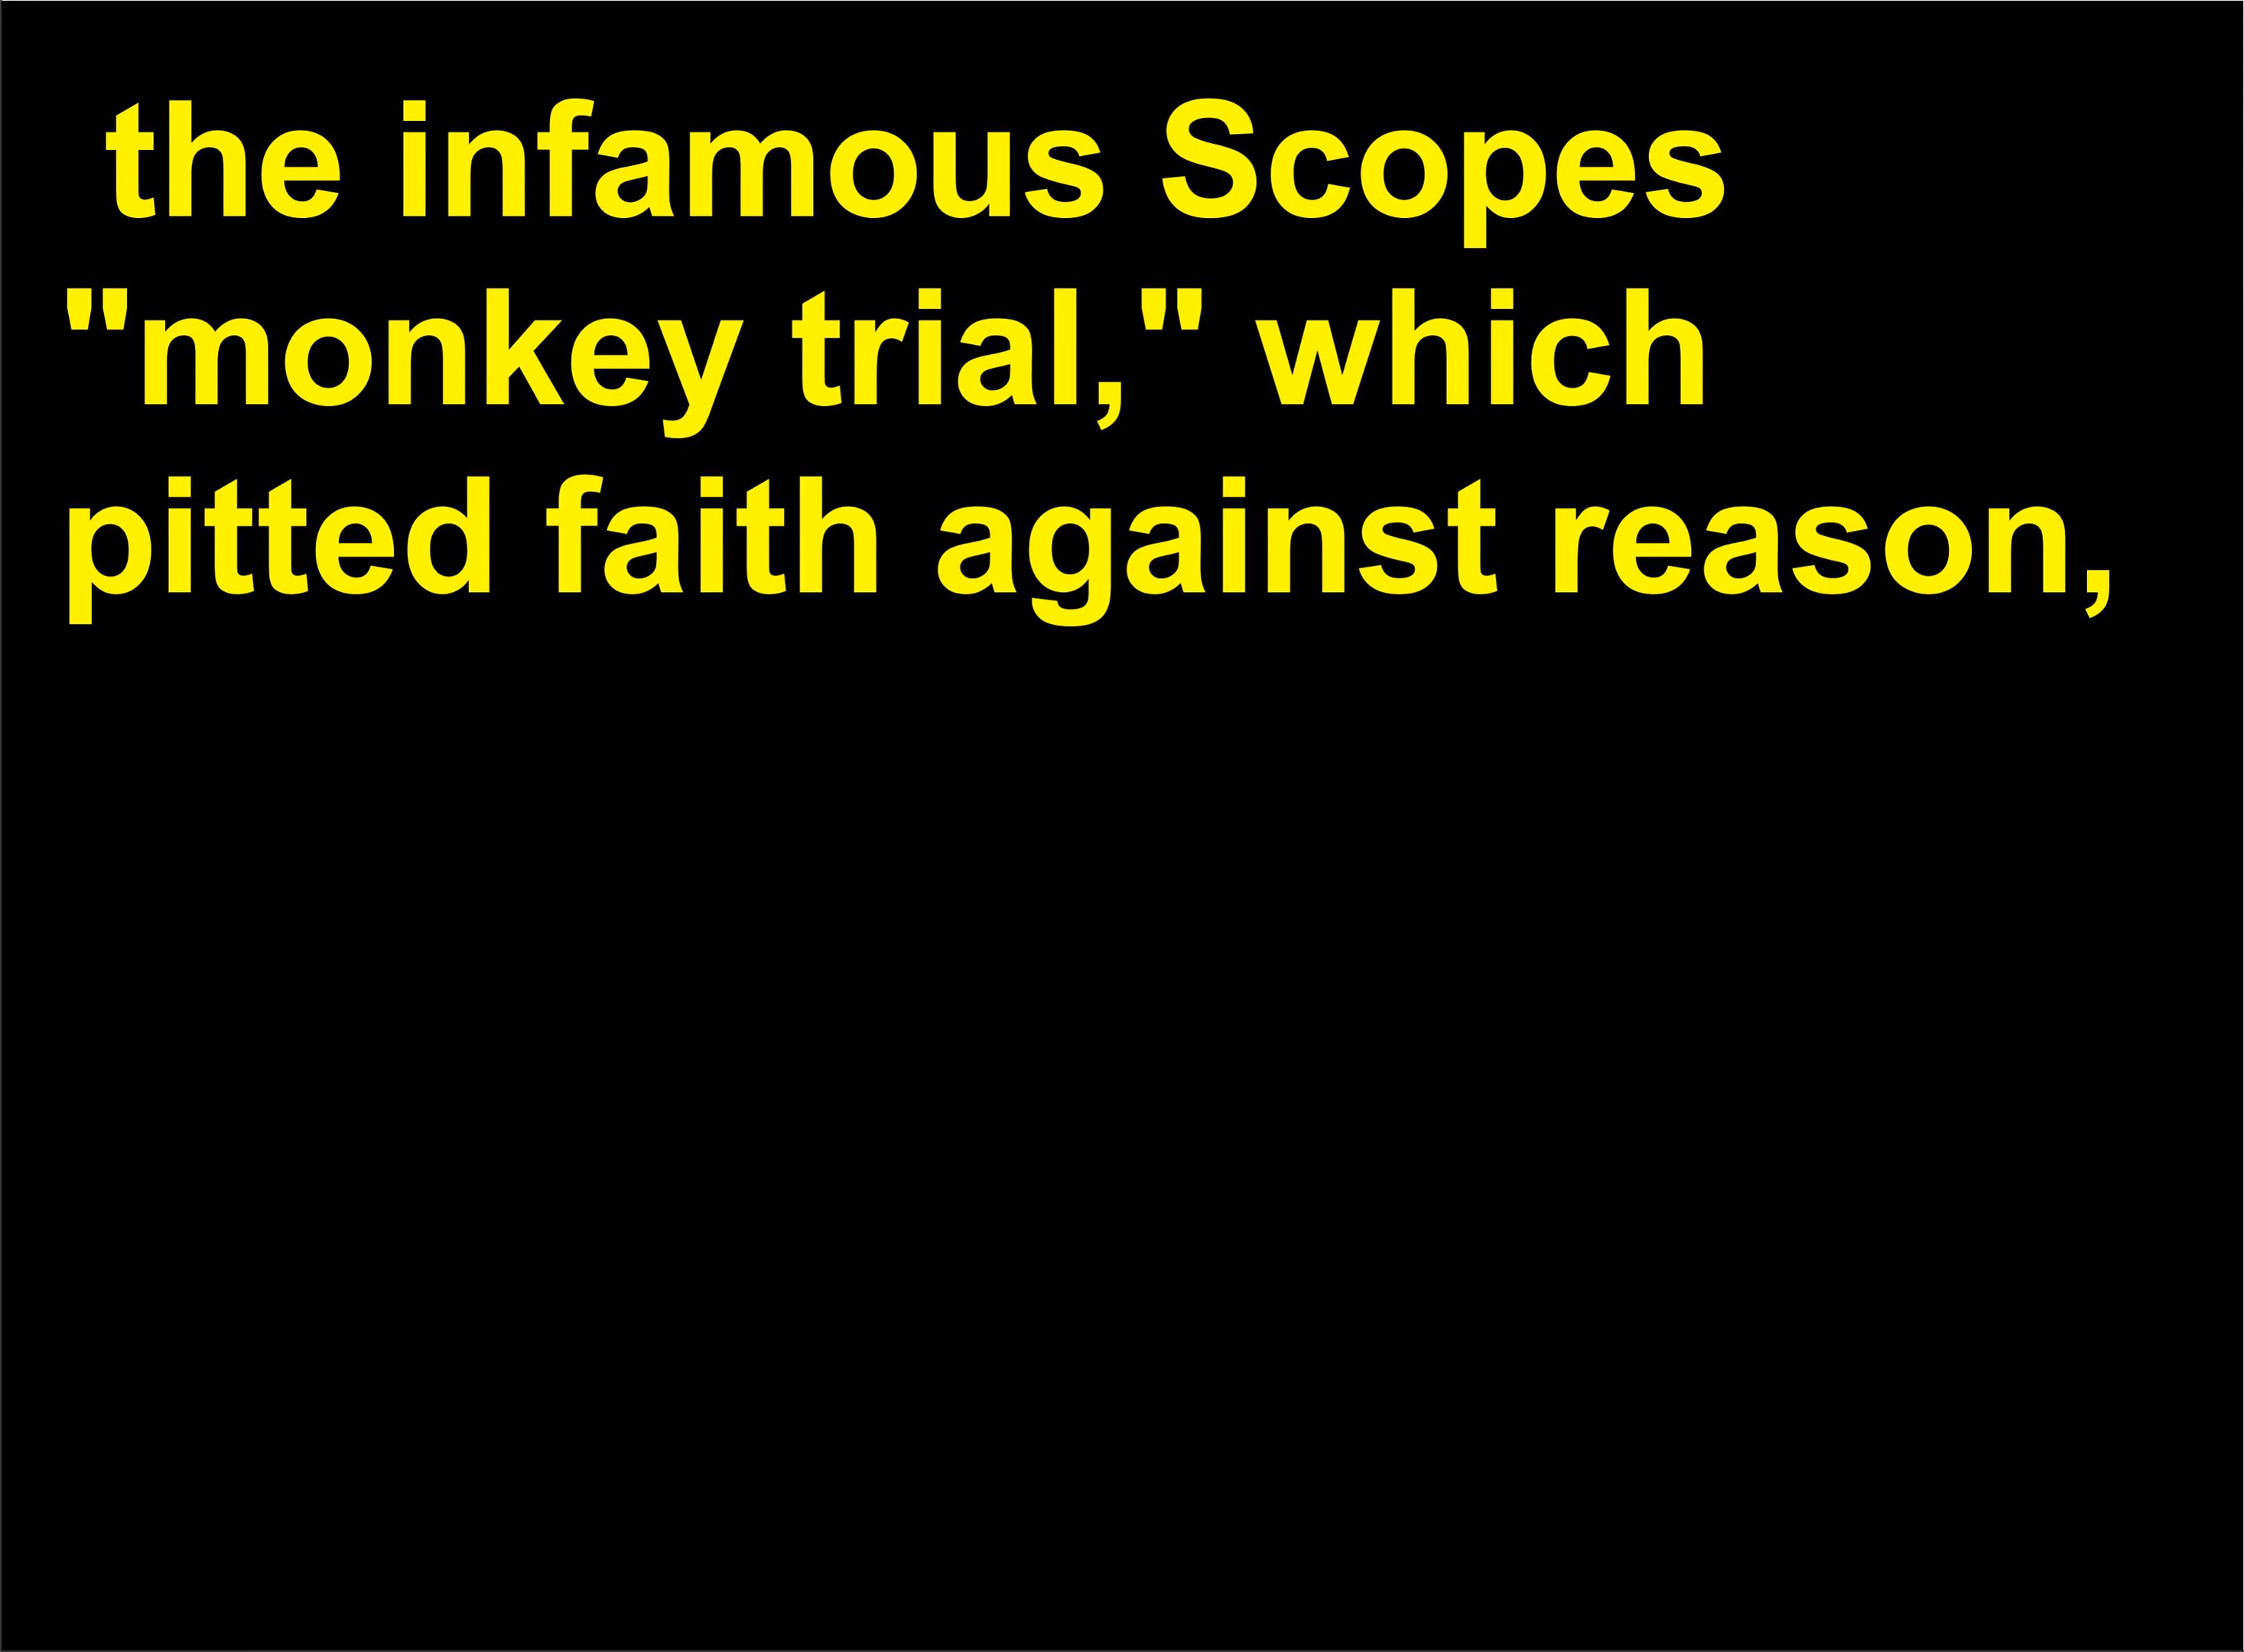 the infamous Scopes
"monkey trial," which
pitted faith against reason,